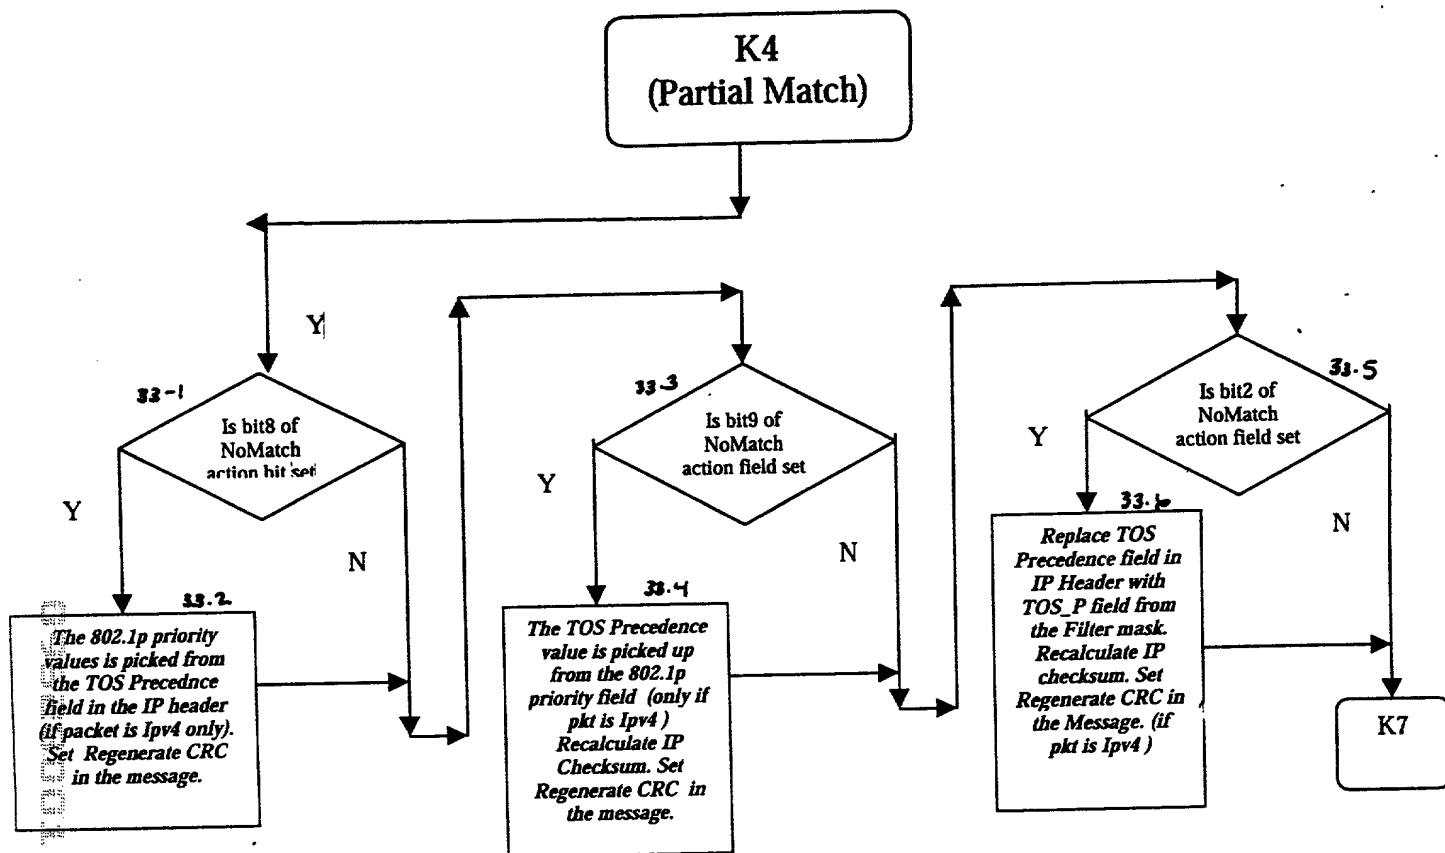 K4
(Partial Match)
Y
33-1
Is bit8 of
NoMatch
action bit set
Y
N
33.2
The 802.1p priority
values is picked from
the TOS Precednce
field in the IP header
(if packet is Ipv4 only).
Set Regenerate CRC
in the message.
33.3
Is bit9 of
NoMatch
action field set
Y
N
33.4
The TOS Precedence
value is picked up
from the 802.1p
priority field (only if
pkt is Ipv4 )
Recalculate IP
Checksum. Set
Regenerate CRC in
the message.
33.5
Is bit2 of
NoMatch
action field set
Y
N
33.6
Replace TOS
Precedence field in
IP Header with
TOS_P field from
the Filter mask.
Recalculate IP
checksum. Set
Regenerate CRC in
the Message. (if
pkt is Ipv4 )
K7